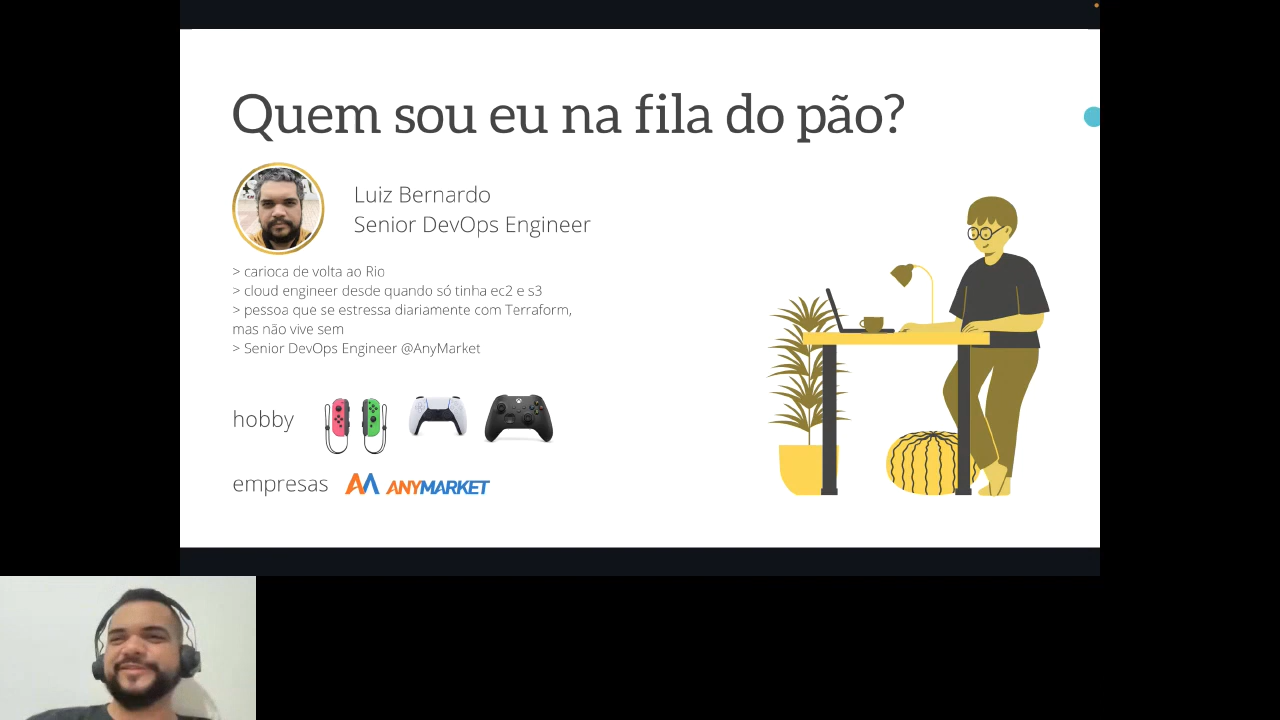 Quem sou eu na fila do pão?
Luiz Bernardo
Senior DevOps Engineer
> carioca de volta ao Rio
> cloud engineer desde quando só tinha ec2 e s3
> pessoa que se estressa diariamente com Terraform,
mas não vive sem
> Senior DevOps Engineer @AnyMarket
hobby
empresas ANYMARKET